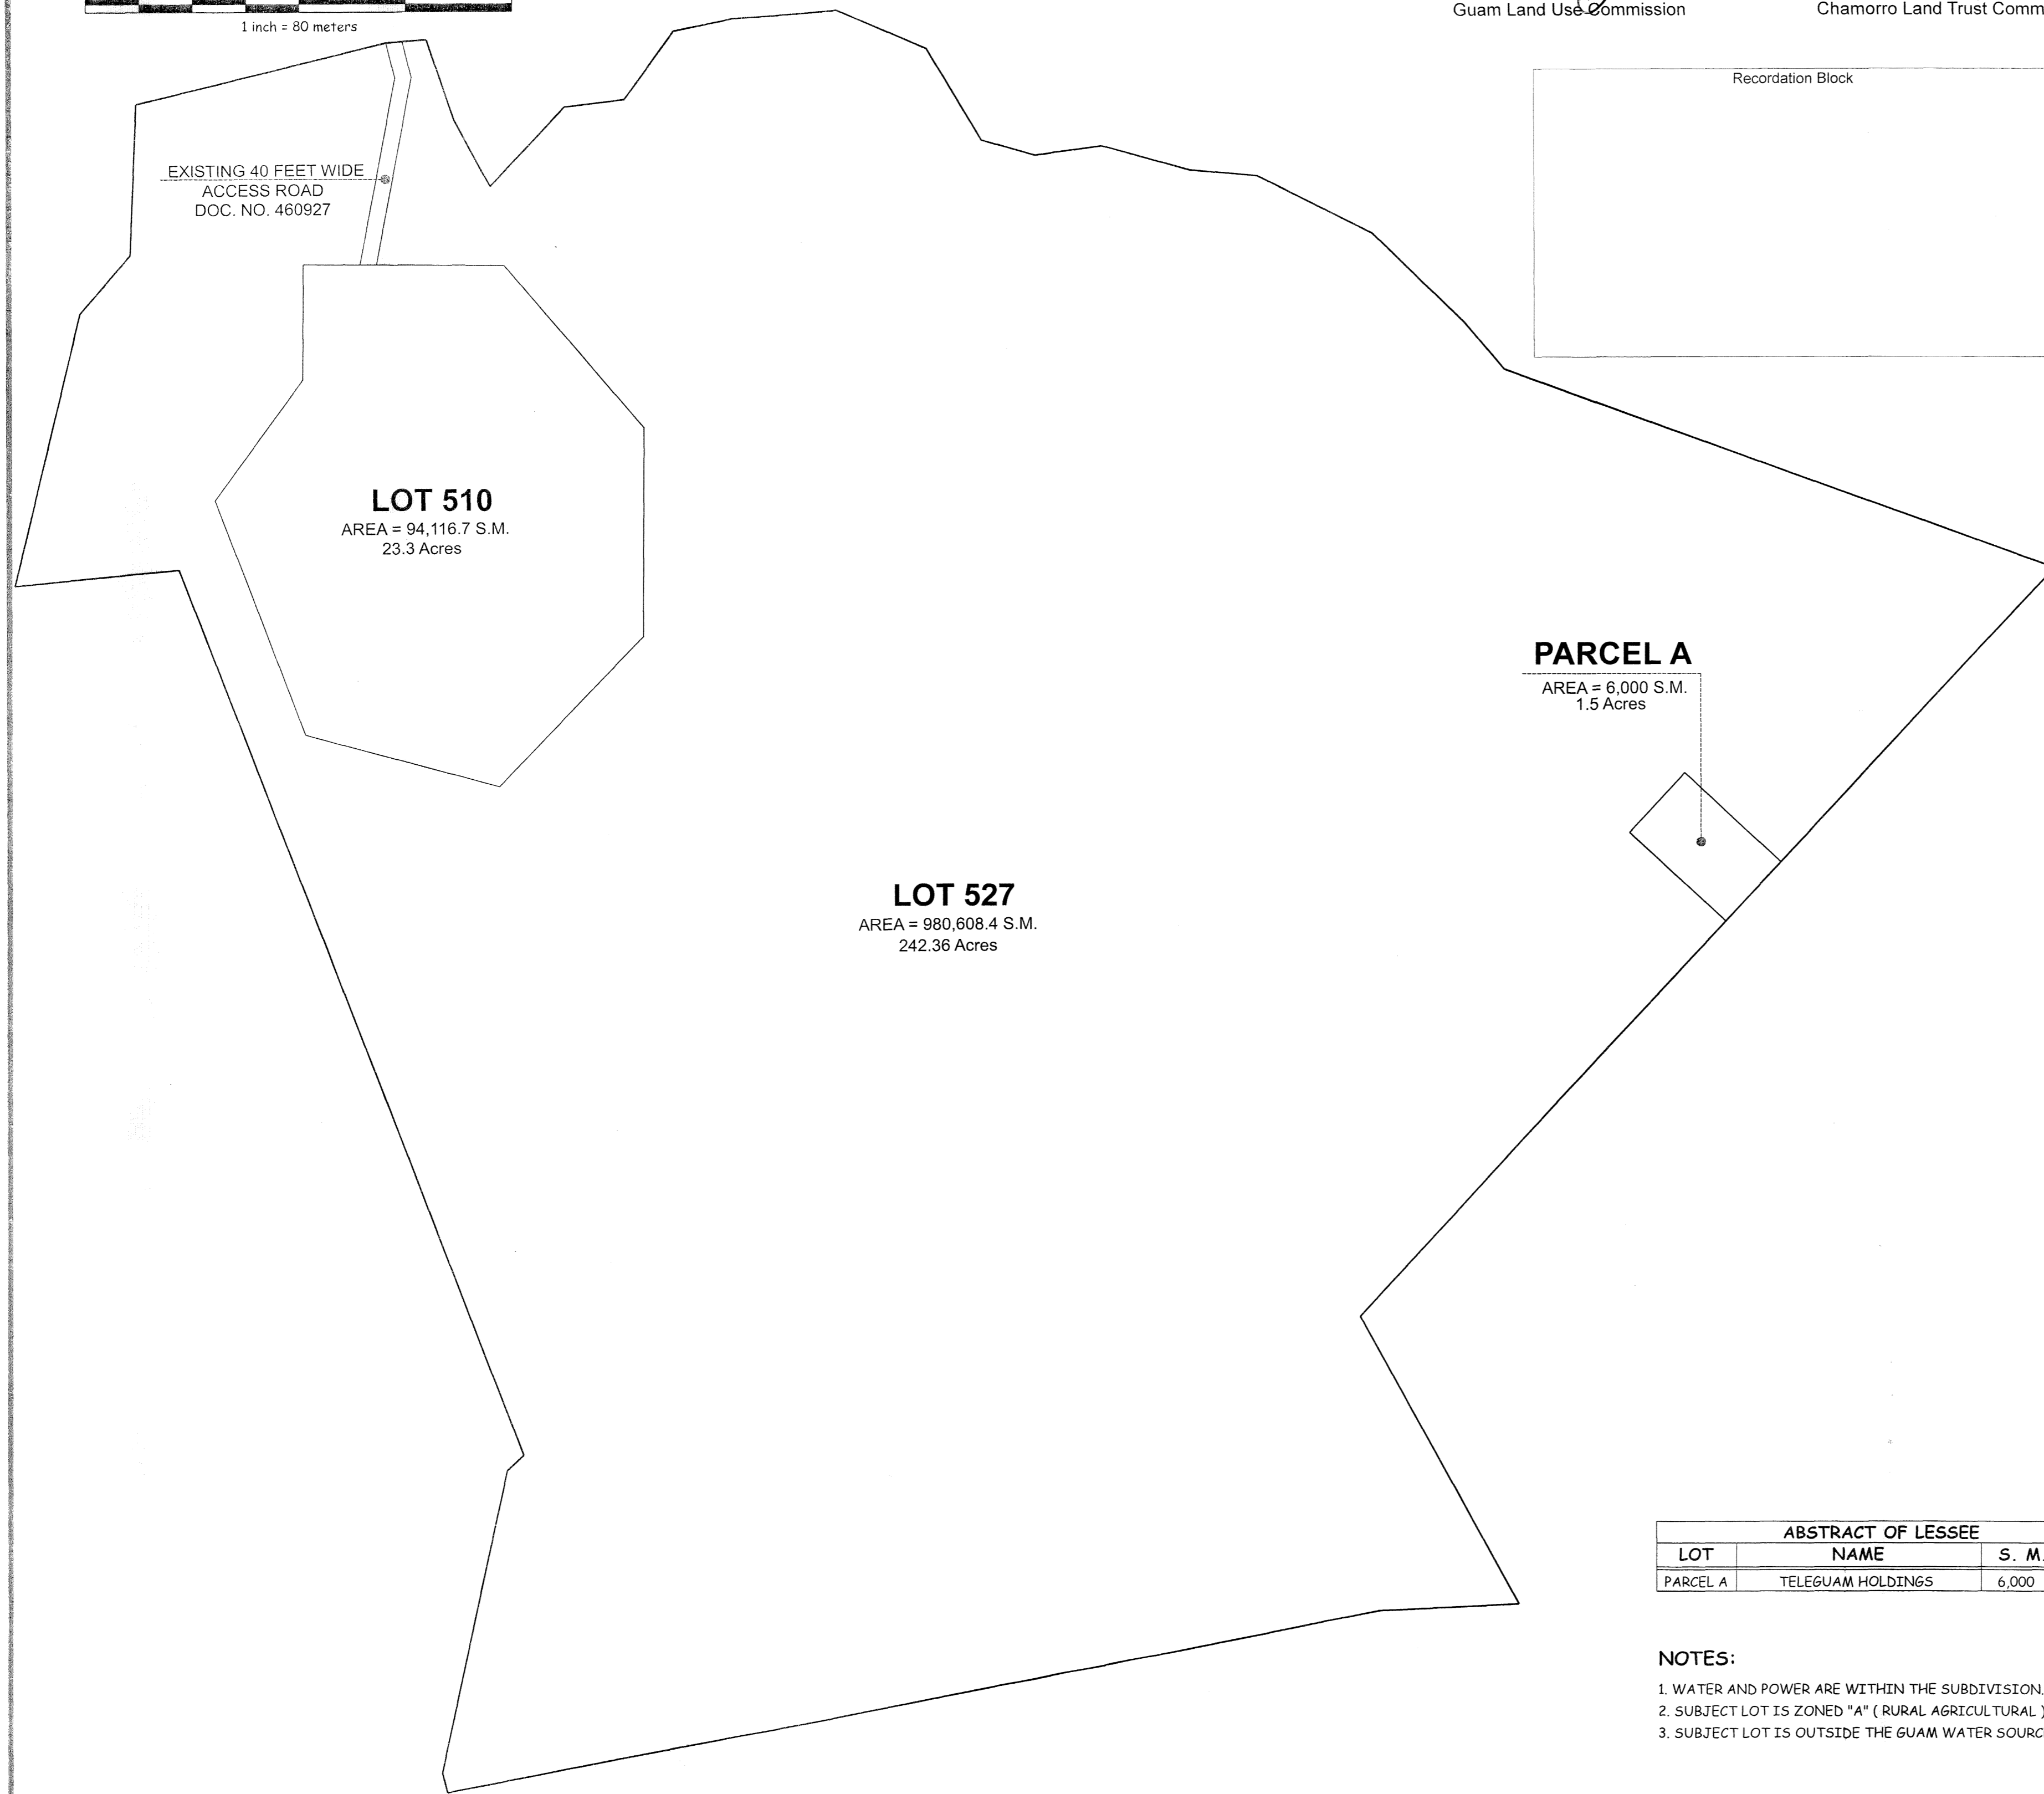 1 inch = 80 meters
Guam Land Use Commission
Chamorro Land Trust Comm
Recordation Block
EXISTING 40 FEET WIDE
ACCESS ROAD
DOC. NO. 460927
LOT 510
AREA = 94,116.7 S.M.
23.3 Acres
PARCEL A
AREA = 6,000 S.M.
1.5 Acres
LOT 527
AREA = 980,608.4 S.M.
242.36 Acres
ABSTRACT OF LESSEE
LOT NAME S. M.
PARCEL A TELEGUAM HOLDINGS 6,000
NOTES:
1. WATER AND POWER ARE WITHIN THE SUBDIVISION.
2. SUBJECT LOT IS ZONED "A" ( RURAL AGRICULTURAL )
3. SUBJECT LOT IS OUTSIDE THE GUAM WATER SOURC